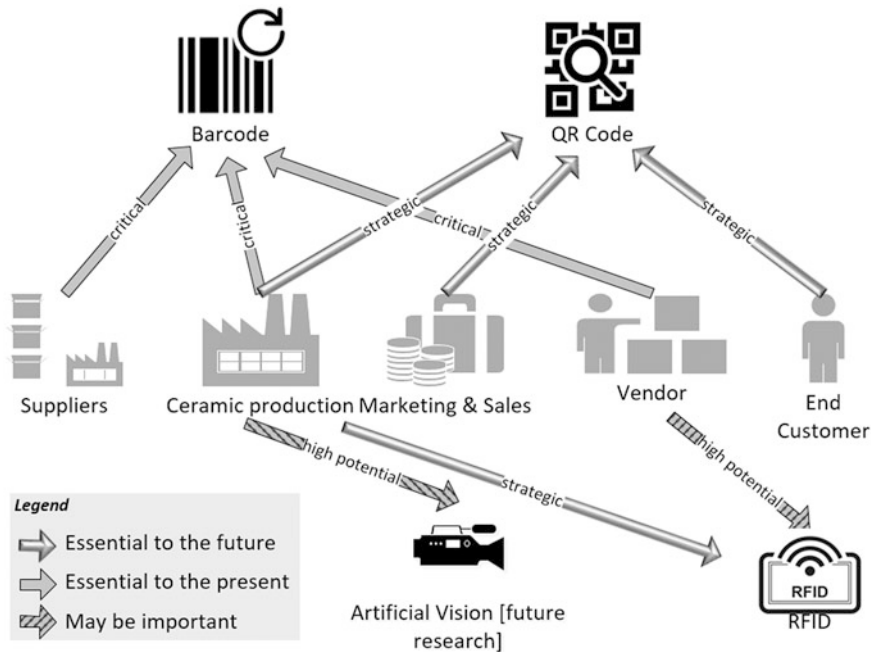 Barcode
QR Code
critical
critical
strategic
strategic
critical
strategic
Suppliers
Ceramic production
Marketing & Sales
Vendor
End
Customer
high potential
strategic
high potential
Legend
Essential to the future
Essential to the present
May be important
Artificial Vision [future
research]
RFID
RFID